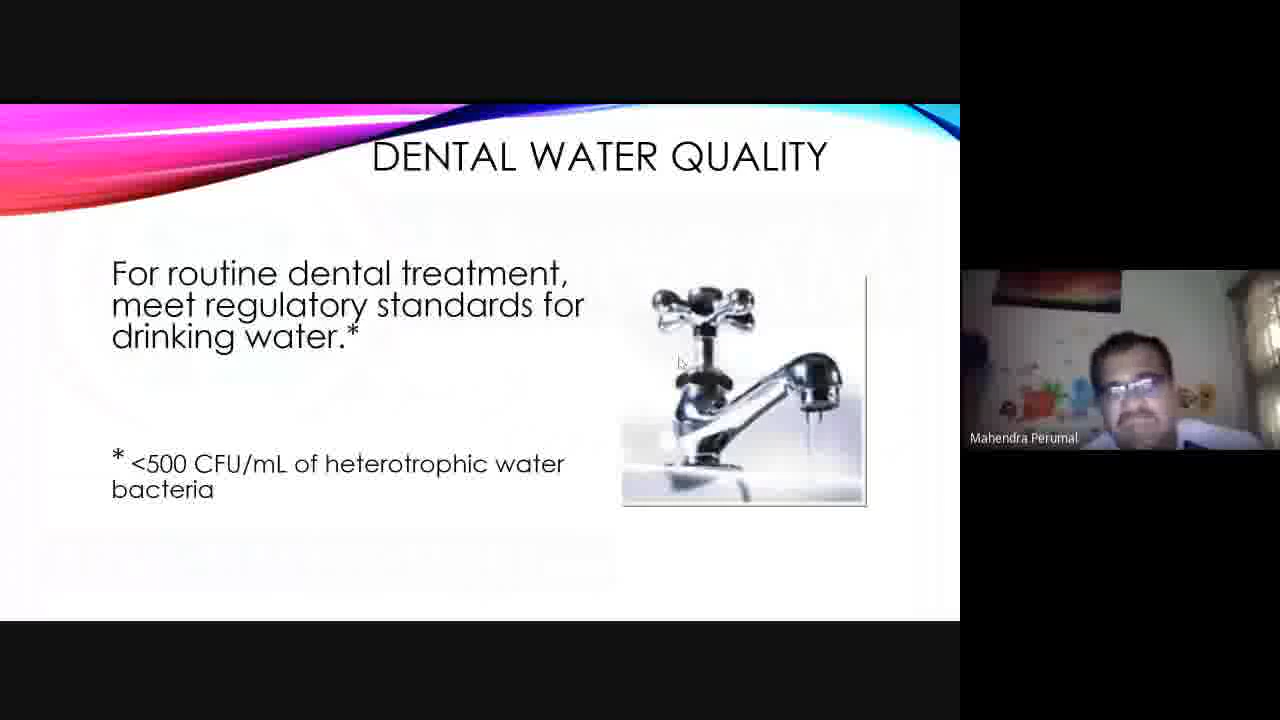 DENTAL WATER QUALITY
For routine dental treatment,
meet regulatory standards for
drinking water.*
* <500 CFU/mL of heterotrophic water
bacteria
Mahendra Perumal